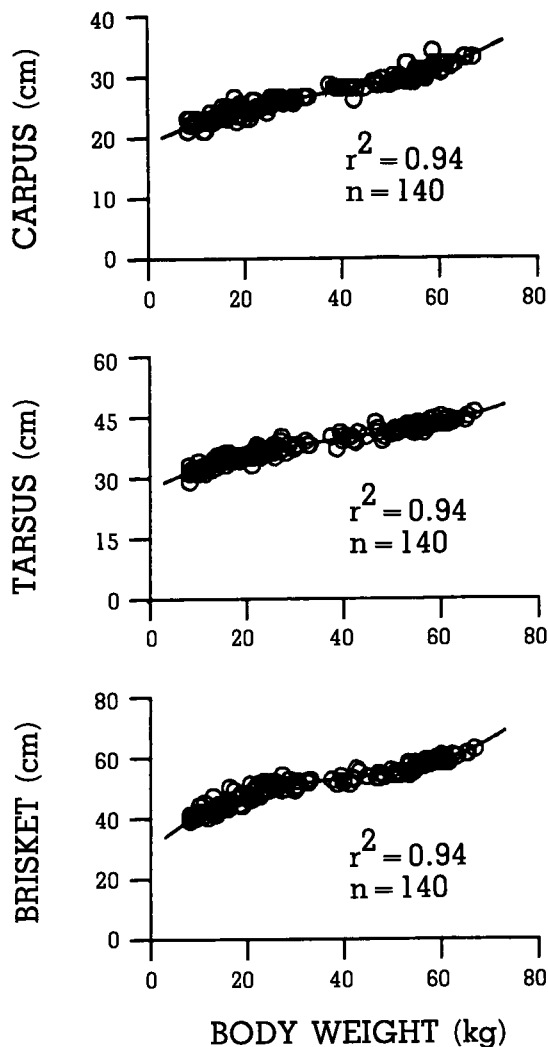 40
30
20
10
0
CARPUS (cm)
r² = 0.94
n = 140
0 20 40 60 80
60
45
30
15
0
TARSUS (cm)
r² = 0.94
n = 140
0 20 40 60 80
80
60
40
20
0
BRISKET (cm)
r² = 0.94
n = 140
0 20 40 60 80
BODY WEIGHT (kg)